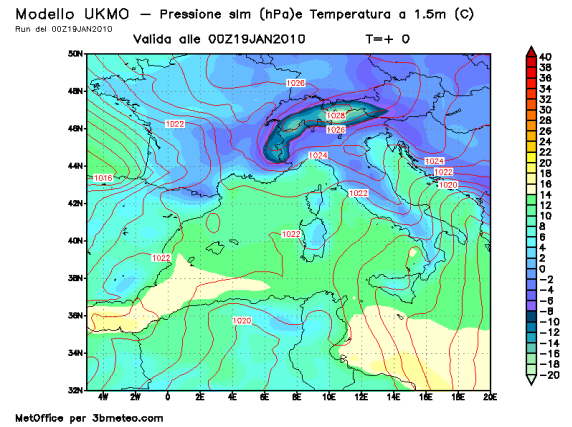 Modello UKMO – Pressione slm (hPa)e Temperatura a 1.5m (C)
Run del 00Z19JAN2010
Valida alle 00Z19JAN2010 T=+ 0
50N
48N
46N
44N
42N
40N
38N
36N
34N
32N
4W 2W 0 2E 4E 6E 8E 10E 12E 14E 16E 18E 20E
1026
1022
1028
1026
1024
1024
1022
1020
1016
1022
1022
1022
1020
40
35
32
30
28
26
24
22
20
18
16
14
12
10
8
6
4
2
0
-2
-4
-6
-8
-10
-12
-14
-16
-18
-20
MetOffice per 3bmeteo.com